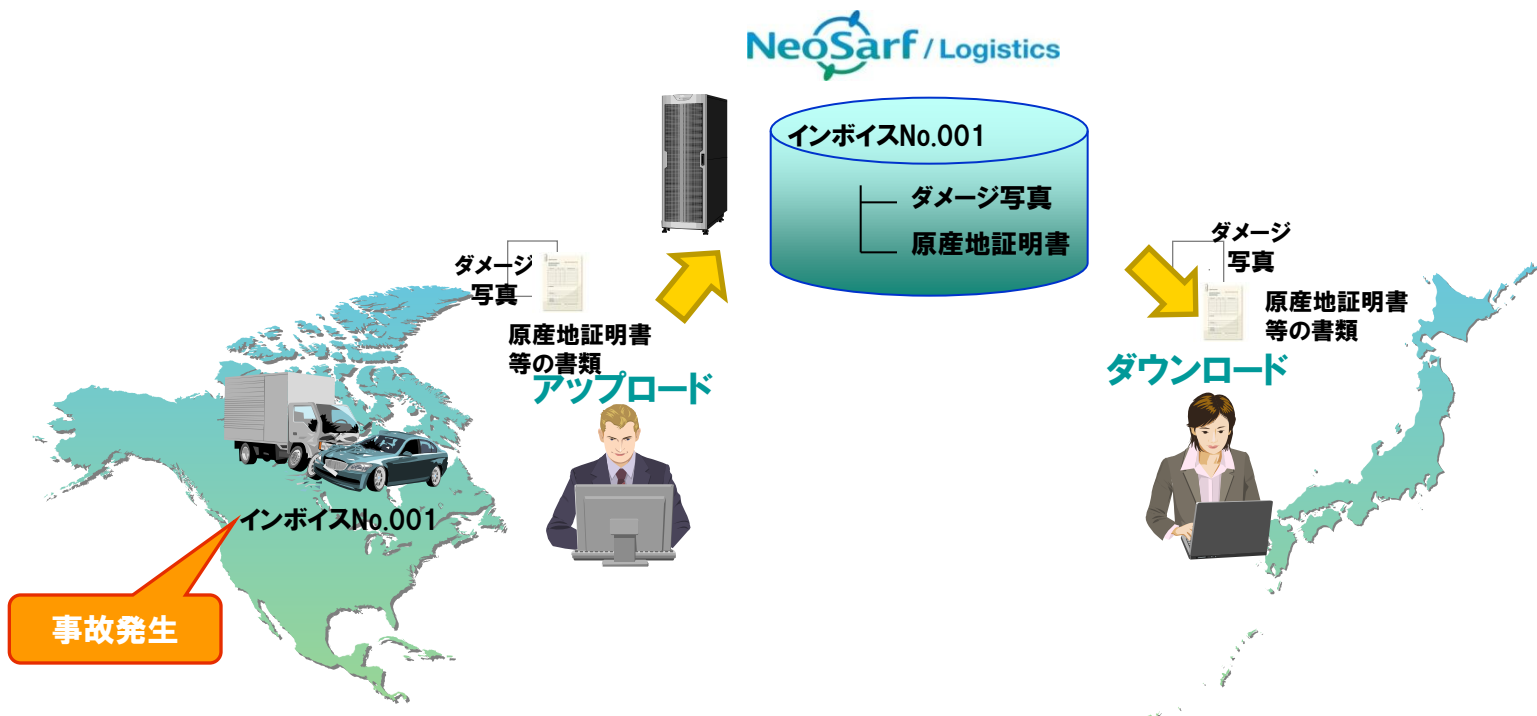 NeoSarf / Logistics
インボイスNo.001
ダメージ写真
原産地証明書
ダメージ
写真
原産地証明書
等の書類
アップロード
ダメージ
写真
原産地証明書
等の書類
ダウンロード
インボイスNo.001
事故発生